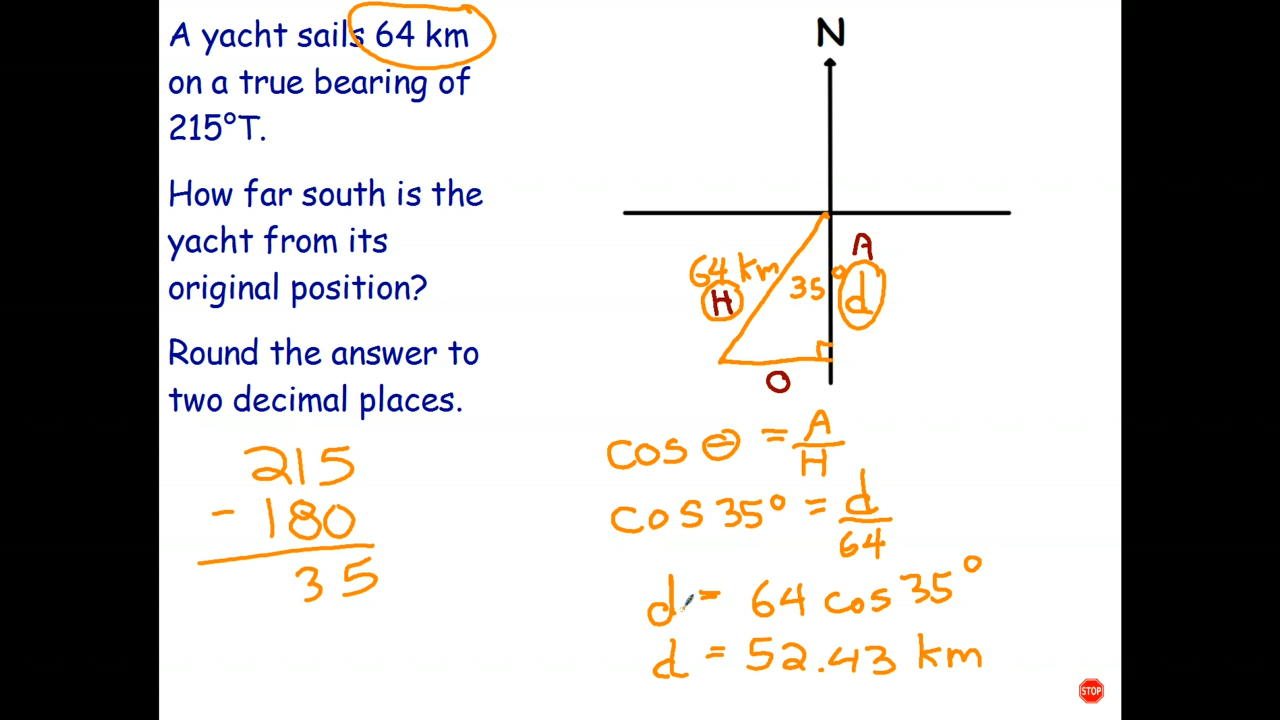 A yacht sails 64 km
on a true bearing of
215°T.
How far south is the
yacht from its
original position?
Round the answer to
two decimal places.
215
- 180
35
N
A
64 km
H
35°
d
O
cos θ = A/H
cos 35° = d/64
d = 64 cos 35°
d = 52.43 km
STOP